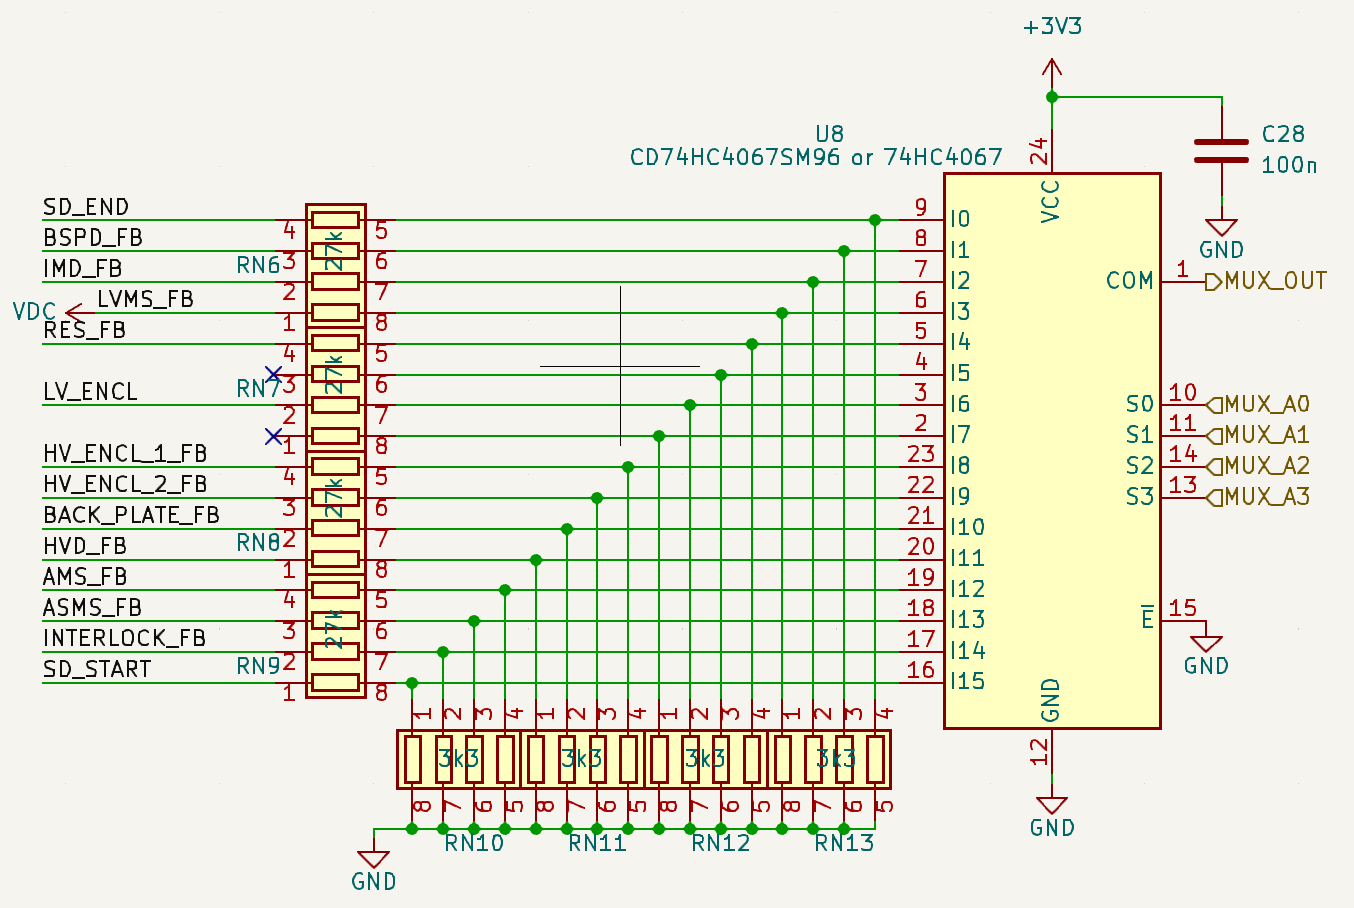 +3V3
U8
CD74HC4067SM96 or 74HC4067
24
VCC
C28
100n
GND
SD_END 4 5 9 I0
BSPD_FB 3 6 8 I1
RN6 27k
IMD_FB 2 7 7 I2 COM 1 MUX_OUT
VDC LVMS_FB 1 8 6 I3
RES_FB 4 5 5 I4
3 6 4 I5
RN7 27k
LV_ENCL 2 7 3 I6 S0 10 MUX_A0
1 8 2 I7 S1 11 MUX_A1
HV_ENCL_1_FB 4 5 23 I8 S2 14 MUX_A2
HV_ENCL_2_FB 3 6 22 I9 S3 13 MUX_A3
27k
BACK_PLATE_FB 2 7 21 I10
RN8
HVD_FB 1 8 20 I11
AMS_FB 4 5 19 I12
ASMS_FB 3 6 18 I13 E 15
27k
INTERLOCK_FB 2 7 17 I14
RN9 GND
SD_START 1 8 16 I15
GND
12
1 2 3 4 1 2 3 4 1 2 3 4 1 2 3 4
3k3 3k3 3k3 3k3
8 7 6 5 8 7 6 5 8 7 6 5 8 7 6 5
GND
RN10 RN11 RN12 RN13
GND